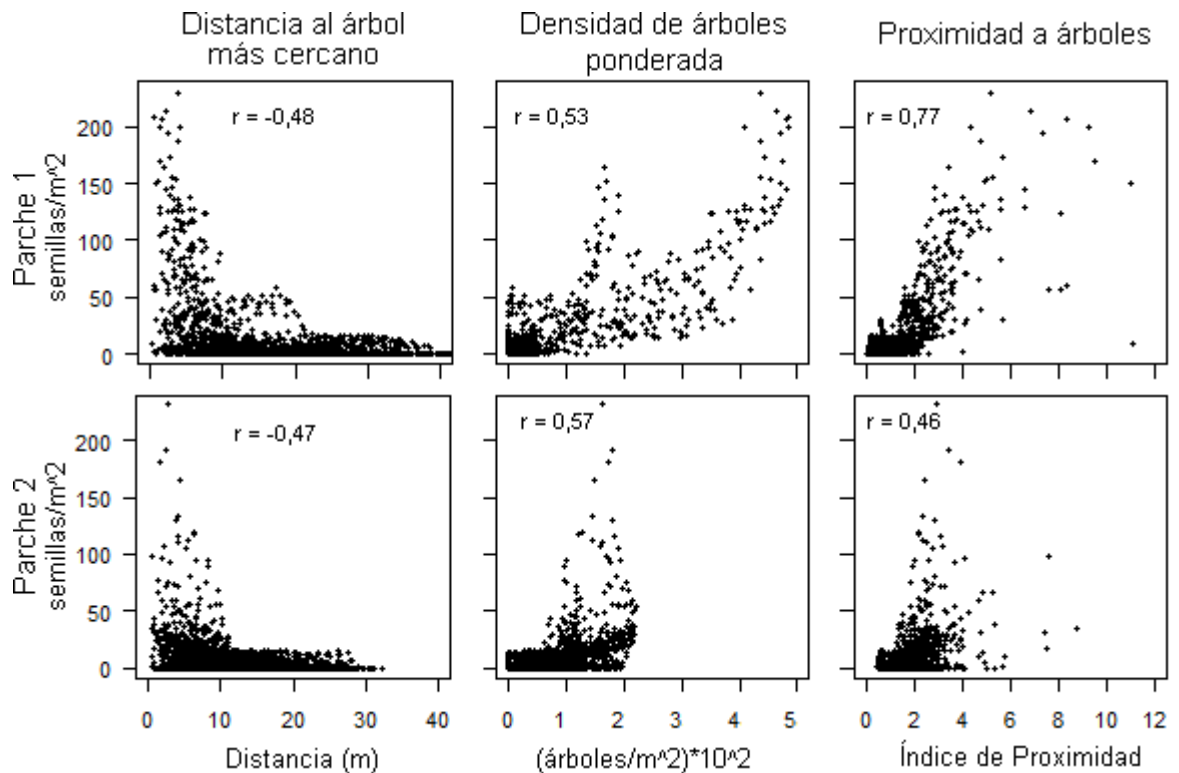 Distancia al árbol
más cercano
Densidad de árboles
ponderada
Proximidad a árboles
Parche 1
semillas/m^2
200
150
100
50
0
r = -0,48
r = 0,53
r = 0,77
Parche 2
semillas/m^2
200
150
100
50
0
r = -0,47
r = 0,57
r = 0,46
0 10 20 30 40
0 1 2 3 4 5
0 2 4 6 8 10 12
Distancia (m)
(árboles/m^2)*10^2
Índice de Proximidad